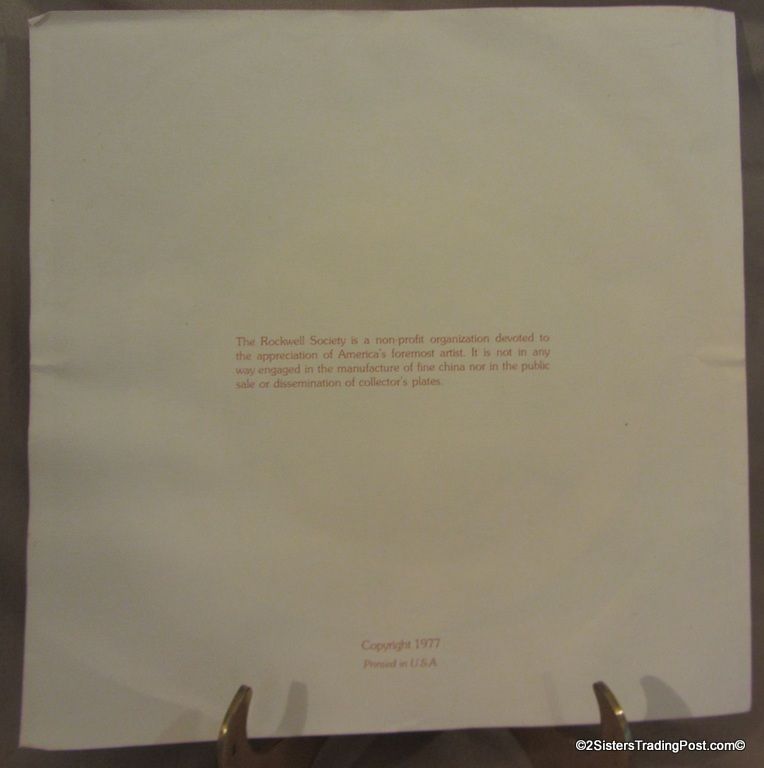 The Rockwell Society is a non-profit organization devoted to
the appreciation of America's foremost artist. It is not in any
way engaged in the manufacture of fine china nor in the public
sale or dissemination of collector's plates.
Copyright 1977
Printed in U.S.A.
©2SistersTradingPost.com©